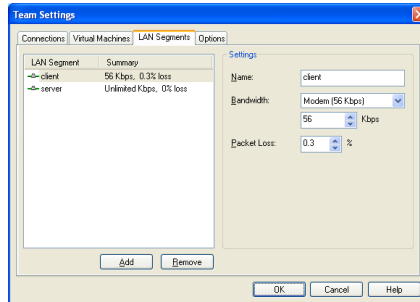 Team Settings
Connections Virtual Machines LAN Segments Options
LAN Segment Summary
client 56 Kbps, 0.3% loss
server Unlimited Kbps, 0% loss
Settings
Name: client
Bandwidth: Modem (56 Kbps)
56 Kbps
Packet Loss: 0.3 %
Add Remove
OK Cancel Help